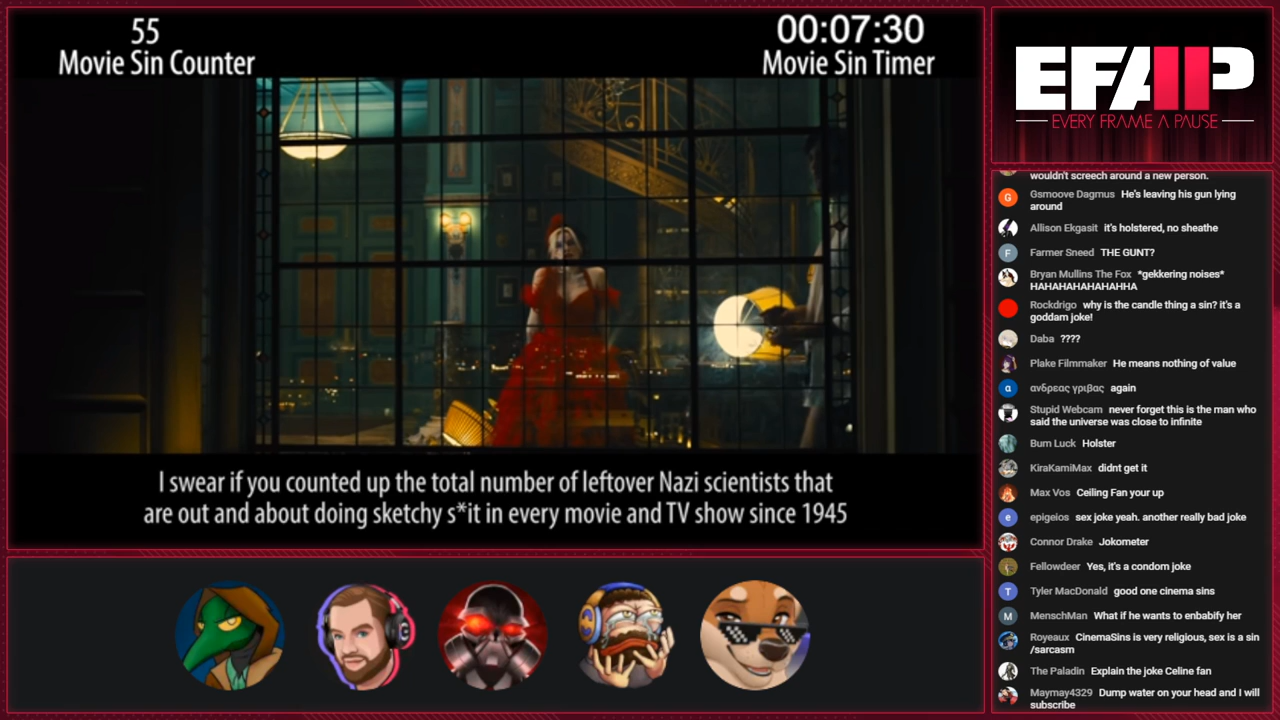 55
Movie Sin Counter
00:07:30
Movie Sin Timer
I swear if you counted up the total number of leftover Nazi scientists that
are out and about doing sketchy s*it in every movie and TV show since 1945
EFAP
EVERY FRAME A PAUSE
wouldn't screech around a new person.
G
Gsmoove Dagmus He's leaving his gun lying
around
Allison Ekgasit it's holstered, no sheathe
F
Farmer Sneed THE GUNT?
Bryan Mullins The Fox *gekkering noises*
HAHAHAHAHAHAHHA
Rockdrigo why is the candle thing a sin? it's a
goddam joke!
Daba ????
Plake Filmmaker He means nothing of value
α
ανδρεας γριβας again
Stupid Webcam never forget this is the man who
said the universe was close to infinite
Bum Luck Holster
KiraKamiMax didnt get it
Max Vos Ceiling Fan your up
e
epigeios sex joke yeah. another really bad joke
Connor Drake Jokometer
Fellowdeer Yes, it's a condom joke
T
Tyler MacDonald good one cinema sins
M
MenschMan What if he wants to enbabify her
Royeaux CinemaSins is very religious, sex is a sin
/sarcasm
The Paladin Explain the joke Celine fan
Maymay4329 Dump water on your head and I will
subscribe